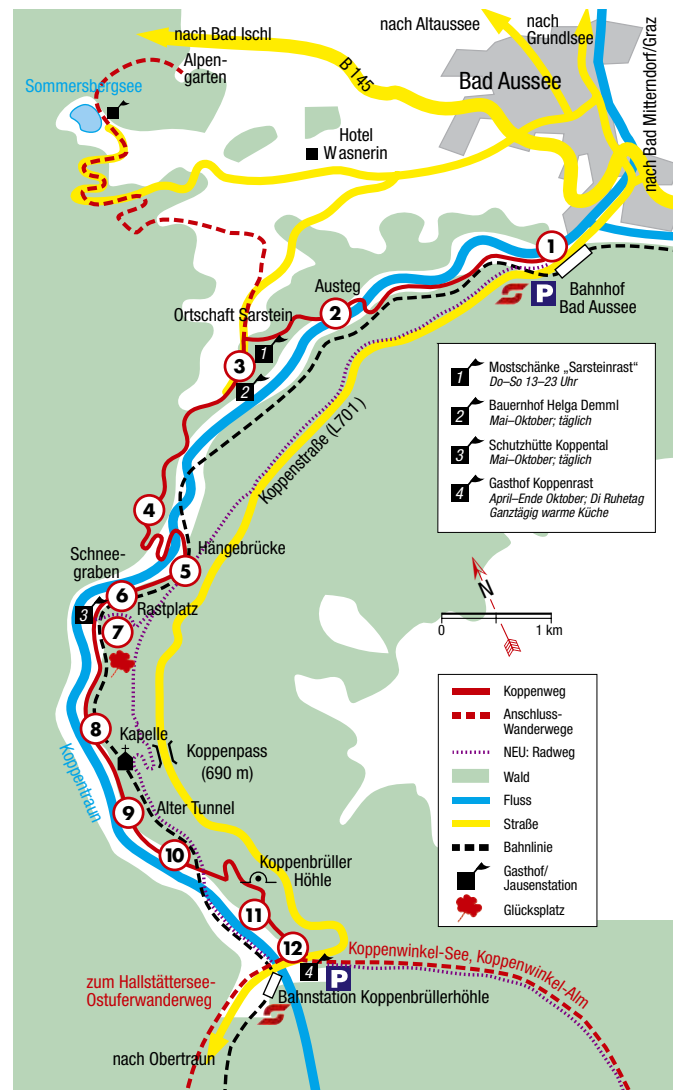 nach Bad Ischl
nach Altaussee
nach
Grundlsee
Alpen-
garten
Sommersbergsee
B 145
Bad Aussee
nach Bad Mitterndorf/Graz
Hotel
Wasnerin
1
P
Bahnhof
Bad Aussee
Austeg
2
Ortschaft Sarstein
1
3
2
Koppenstraße (L701)
1 Mostschänke „Sarsteinrast“
Do–So 13–23 Uhr
2 Bauernhof Helga Demml
Mai–Oktober; täglich
3 Schutzhütte Koppental
Mai–Oktober; täglich
4 Gasthof Koppenrast
April–Ende Oktober; Di Ruhetag
Ganztägig warme Küche
4
Hängebrücke
5
Schnee-
graben
6
3
Rastplatz
7
N
0
1 km
8
Kapelle
Koppenpass
(690 m)
Koppentraun
9
Alter Tunnel
10
Koppenbrüller
Höhle
11
12
4
P
Koppenwinkel-See, Koppenwinkel-Alm
zum Hallstättersee-
Ostuferwanderweg
Bahnstation Koppenbrüllerhöhle
nach Obertraun
Koppenweg
Anschluss-
Wanderwege
NEU: Radweg
Wald
Fluss
Straße
Bahnlinie
Gasthof/
Jausenstation
Glücksplatz